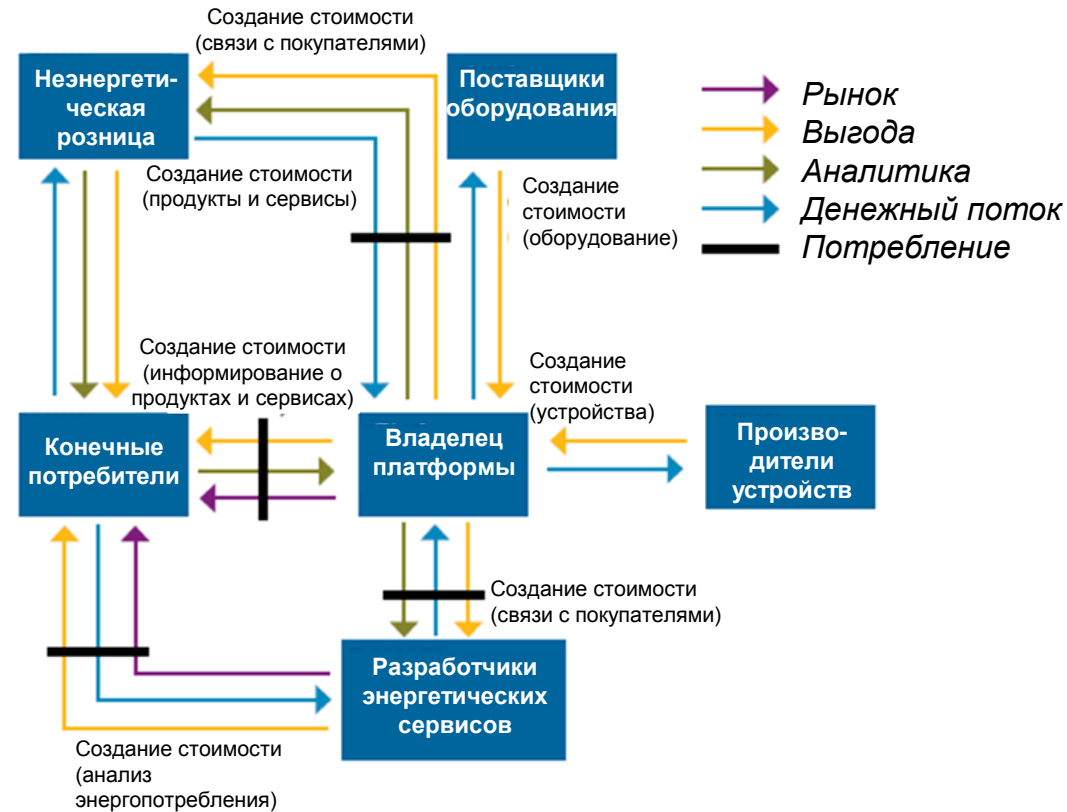 Создание стоимости
(связи с покупателями)
Неэнергети-
ческая
розница
Поставщики
оборудования
Рынок
Выгода
Аналитика
Денежный поток
Потребление
Создание стоимости
(продукты и сервисы)
Создание
стоимости
(оборудование)
Создание стоимости
(информирование о
продуктах и сервисах)
Создание
стоимости
(устройства)
Конечные
потребители
Владелец
платформы
Произво-
дители
устройств
Создание стоимости
(связи с покупателями)
Разработчики
энергетических
сервисов
Создание стоимости
(анализ
энергопотребления)